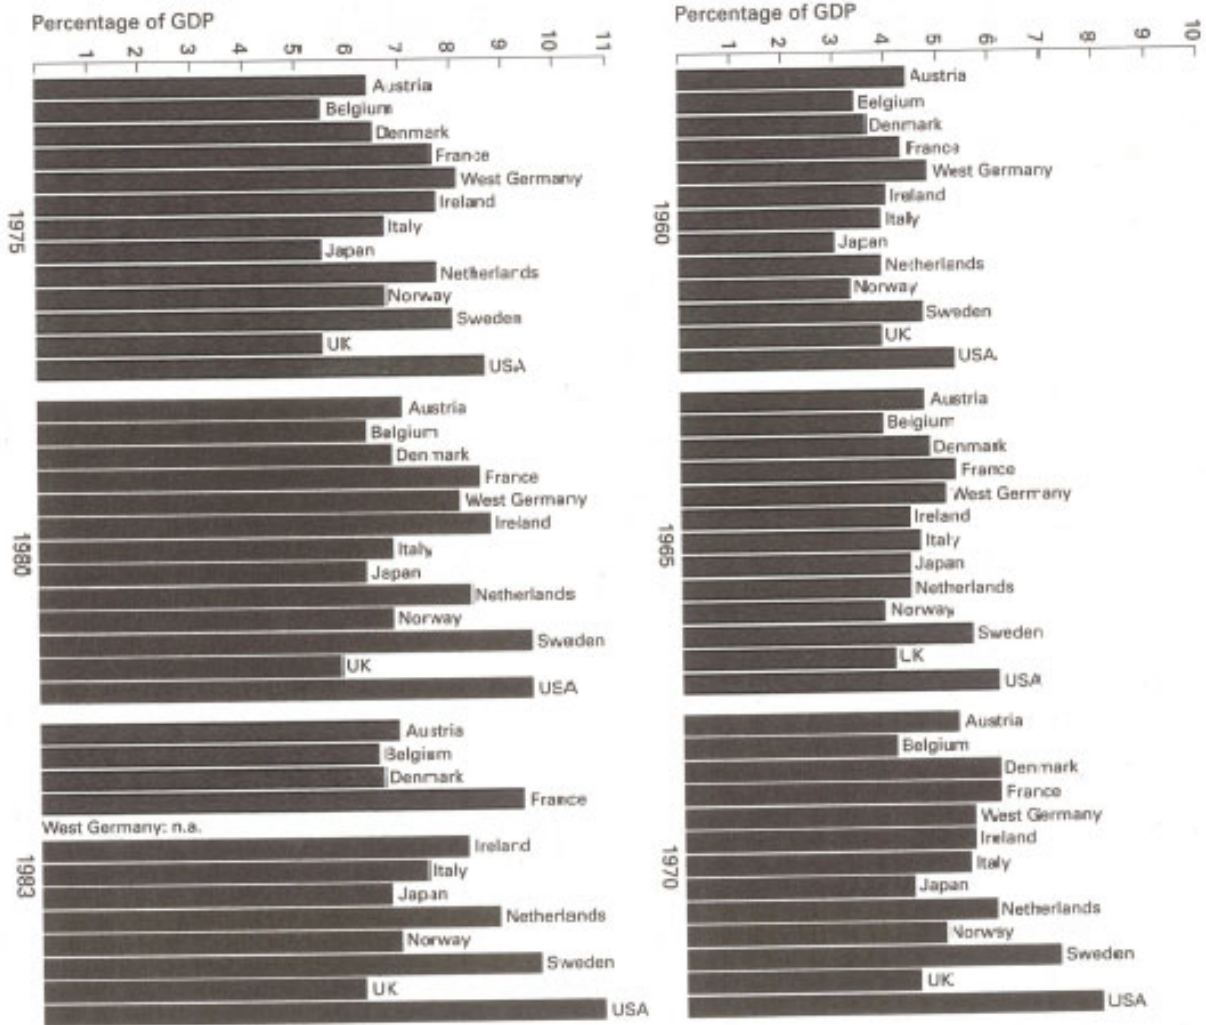 Percentage of GDP
1 2 3 4 5 6 7 8 9 10 11
1975
Austria
Belgium
Denmark
France
West Germany
Ireland
Italy
Japan
Netherlands
Norway
Sweden
UK
USA
1980
Austria
Belgium
Denmark
France
West Germany
Ireland
Italy
Japan
Netherlands
Norway
Sweden
UK
USA
1983
Austria
Belgium
Denmark
France
West Germany: n.a.
Ireland
Italy
Japan
Netherlands
Norway
Sweden
UK
USA
Percentage of GDP
1 2 3 4 5 6 7 8 9 10
1960
Austria
Belgium
Denmark
France
West Germany
Ireland
Italy
Japan
Netherlands
Norway
Sweden
UK
USA
1965
Austria
Belgium
Denmark
France
West Germany
Ireland
Italy
Japan
Netherlands
Norway
Sweden
UK
USA
1970
Austria
Belgium
Denmark
France
West Germany
Ireland
Italy
Japan
Netherlands
Norway
Sweden
UK
USA